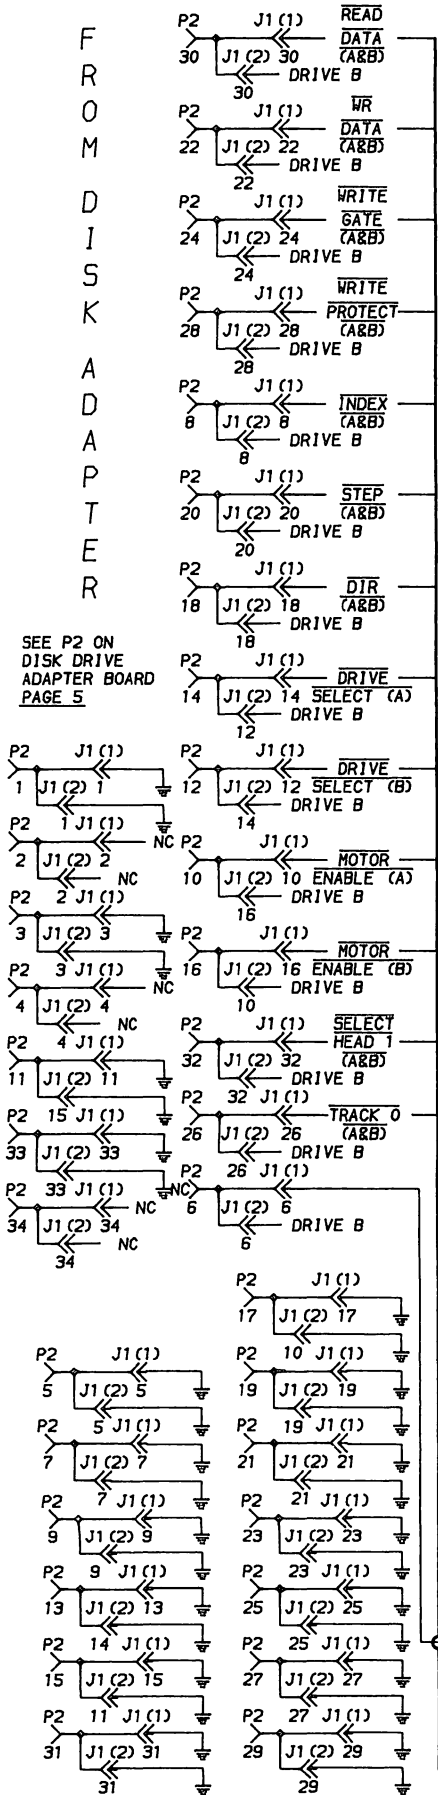 FROM DISK ADAPTER
SEE P2 ON
DISK DRIVE
ADAPTER BOARD
PAGE 5
P2 J1(1) READ
30 J1(2) 30 DATA
30 (A&B)
DRIVE B
P2 J1(1) WR
22 J1(2) 22 DATA
22 (A&B)
DRIVE B
P2 J1(1) WRITE
24 J1(2) 24 GATE
24 (A&B)
DRIVE B
P2 J1(1) WRITE
28 J1(2) 28 PROTECT
28 (A&B)
DRIVE B
P2 J1(1)
8 J1(2) 8 INDEX
8 (A&B)
DRIVE B
P2 J1(1)
20 J1(2) 20 STEP
20 (A&B)
DRIVE B
P2 J1(1)
18 J1(2) 18 DIR
18 (A&B)
DRIVE B
P2 J1(1) DRIVE
14 J1(2) 14 SELECT (A)
12 DRIVE B
P2 J1(1) DRIVE
12 J1(2) 12 SELECT (B)
14 DRIVE B
P2 J1(1) MOTOR
10 J1(2) 10 ENABLE (A)
16 DRIVE B
P2 J1(1) MOTOR
16 J1(2) 16 ENABLE (B)
10 DRIVE B
P2 J1(1) SELECT
32 J1(2) 32 HEAD 1
32 (A&B)
DRIVE B
P2 J1(1) TRACK 0
26 J1(2) 26 (A&B)
26 DRIVE B
NC P2 J1(1)
6 J1(2) 6
6 DRIVE B
P2 J1(1)
1 J1(2) 1
1
P2 J1(1) NC
2 J1(2) 2
2 NC
P2 J1(1)
3 J1(2) 3
3
P2 J1(1) NC
4 J1(2) 4
4 NC
P2 J1(1)
11 J1(2) 11
15
P2 J1(1)
33 J1(2) 33
33
P2 J1(1) NC
34 J1(2) 34
34 NC
P2 J1(1)
17 J1(2) 17
10
P2 J1(1)
5 J1(2) 5
5
P2 J1(1)
19 J1(2) 19
19
P2 J1(1)
7 J1(2) 7
7
P2 J1(1)
21 J1(2) 21
21
P2 J1(1)
9 J1(2) 9
9
P2 J1(1)
23 J1(2) 23
23
P2 J1(1)
13 J1(2) 13
14
P2 J1(1)
25 J1(2) 25
25
P2 J1(1)
15 J1(2) 15
11
P2 J1(1)
27 J1(2) 27
27
P2 J1(1)
31 J1(2) 31
31
P2 J1(1)
29 J1(2) 29
29